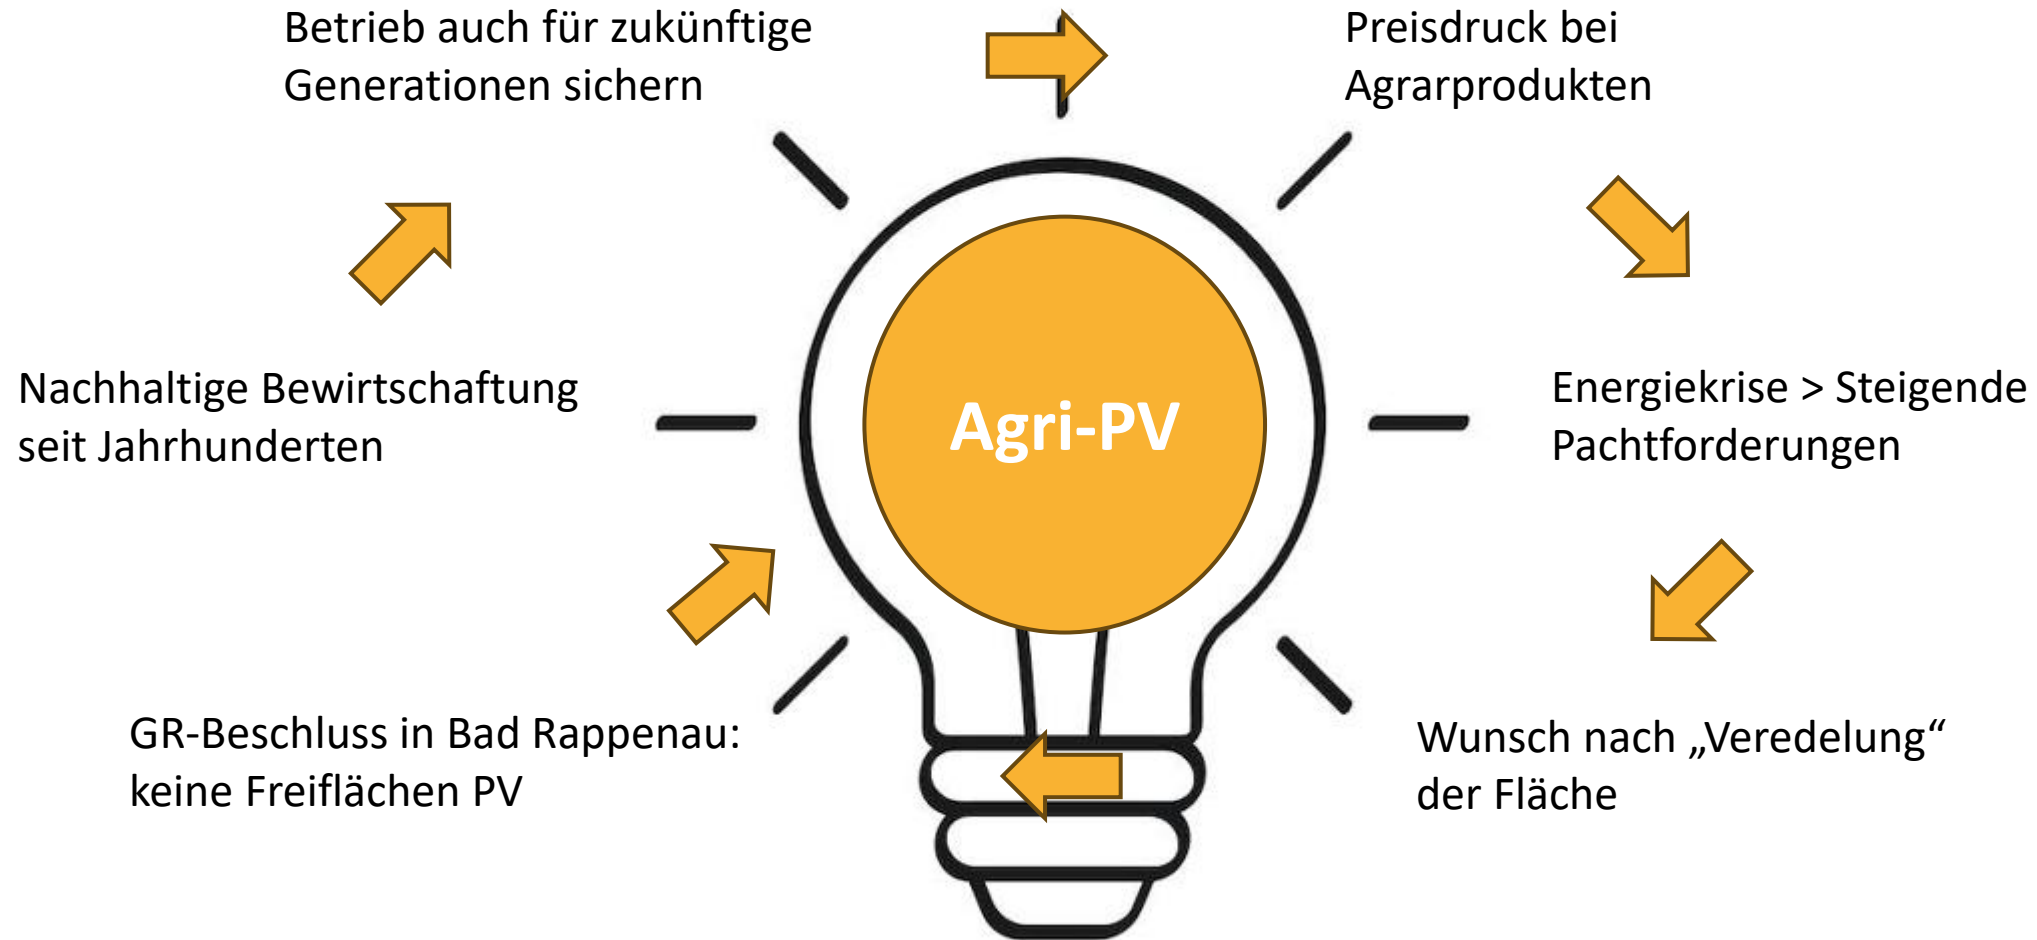 Betrieb auch für zukünftige
Generationen sichern
Preisdruck bei
Agrarprodukten
Nachhaltige Bewirtschaftung
seit Jahrhunderten
Agri-PV
Energiekrise > Steigende
Pachtforderungen
GR-Beschluss in Bad Rappenau:
keine Freiflächen PV
Wunsch nach „Veredelung“
der Fläche